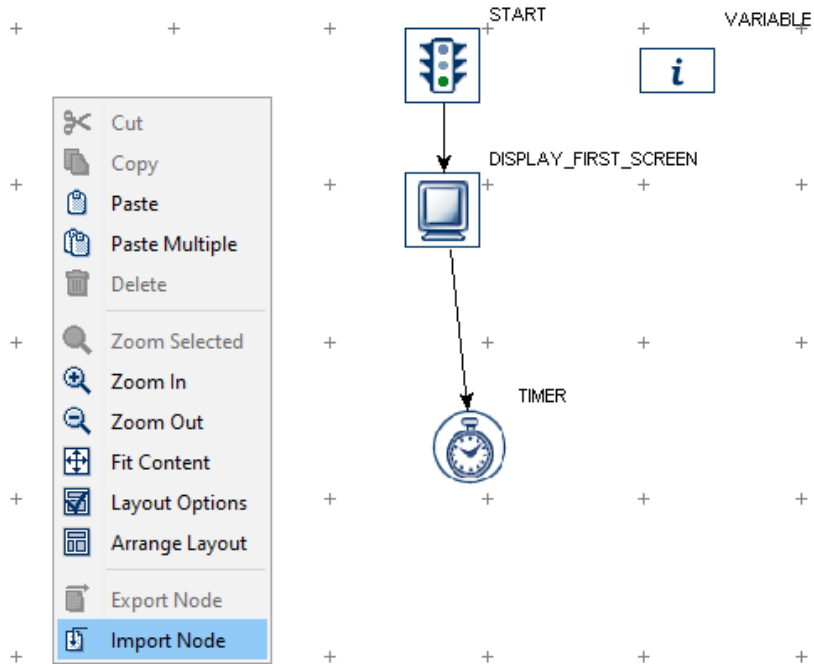 START
VARIABLE
i
Cut
Copy
DISPLAY_FIRST_SCREEN
Paste
Paste Multiple
Delete
Zoom Selected
Zoom In
TIMER
Zoom Out
Fit Content
Layout Options
Arrange Layout
Export Node
Import Node